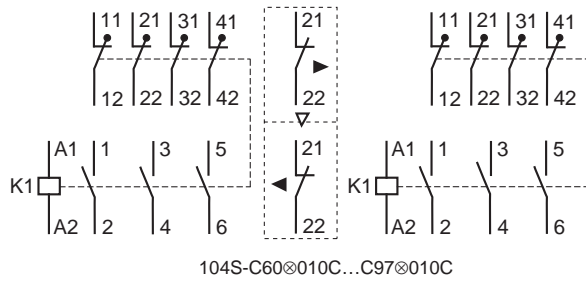 11 21 31 41 21 11 21 31 41
12 22 32 42 22 12 22 32 42
A1 1 3 5 21 A1 1 3 5
K1 K1
A2 2 4 6 22 A2 2 4 6
104S-C60⊗010C...C97⊗010C